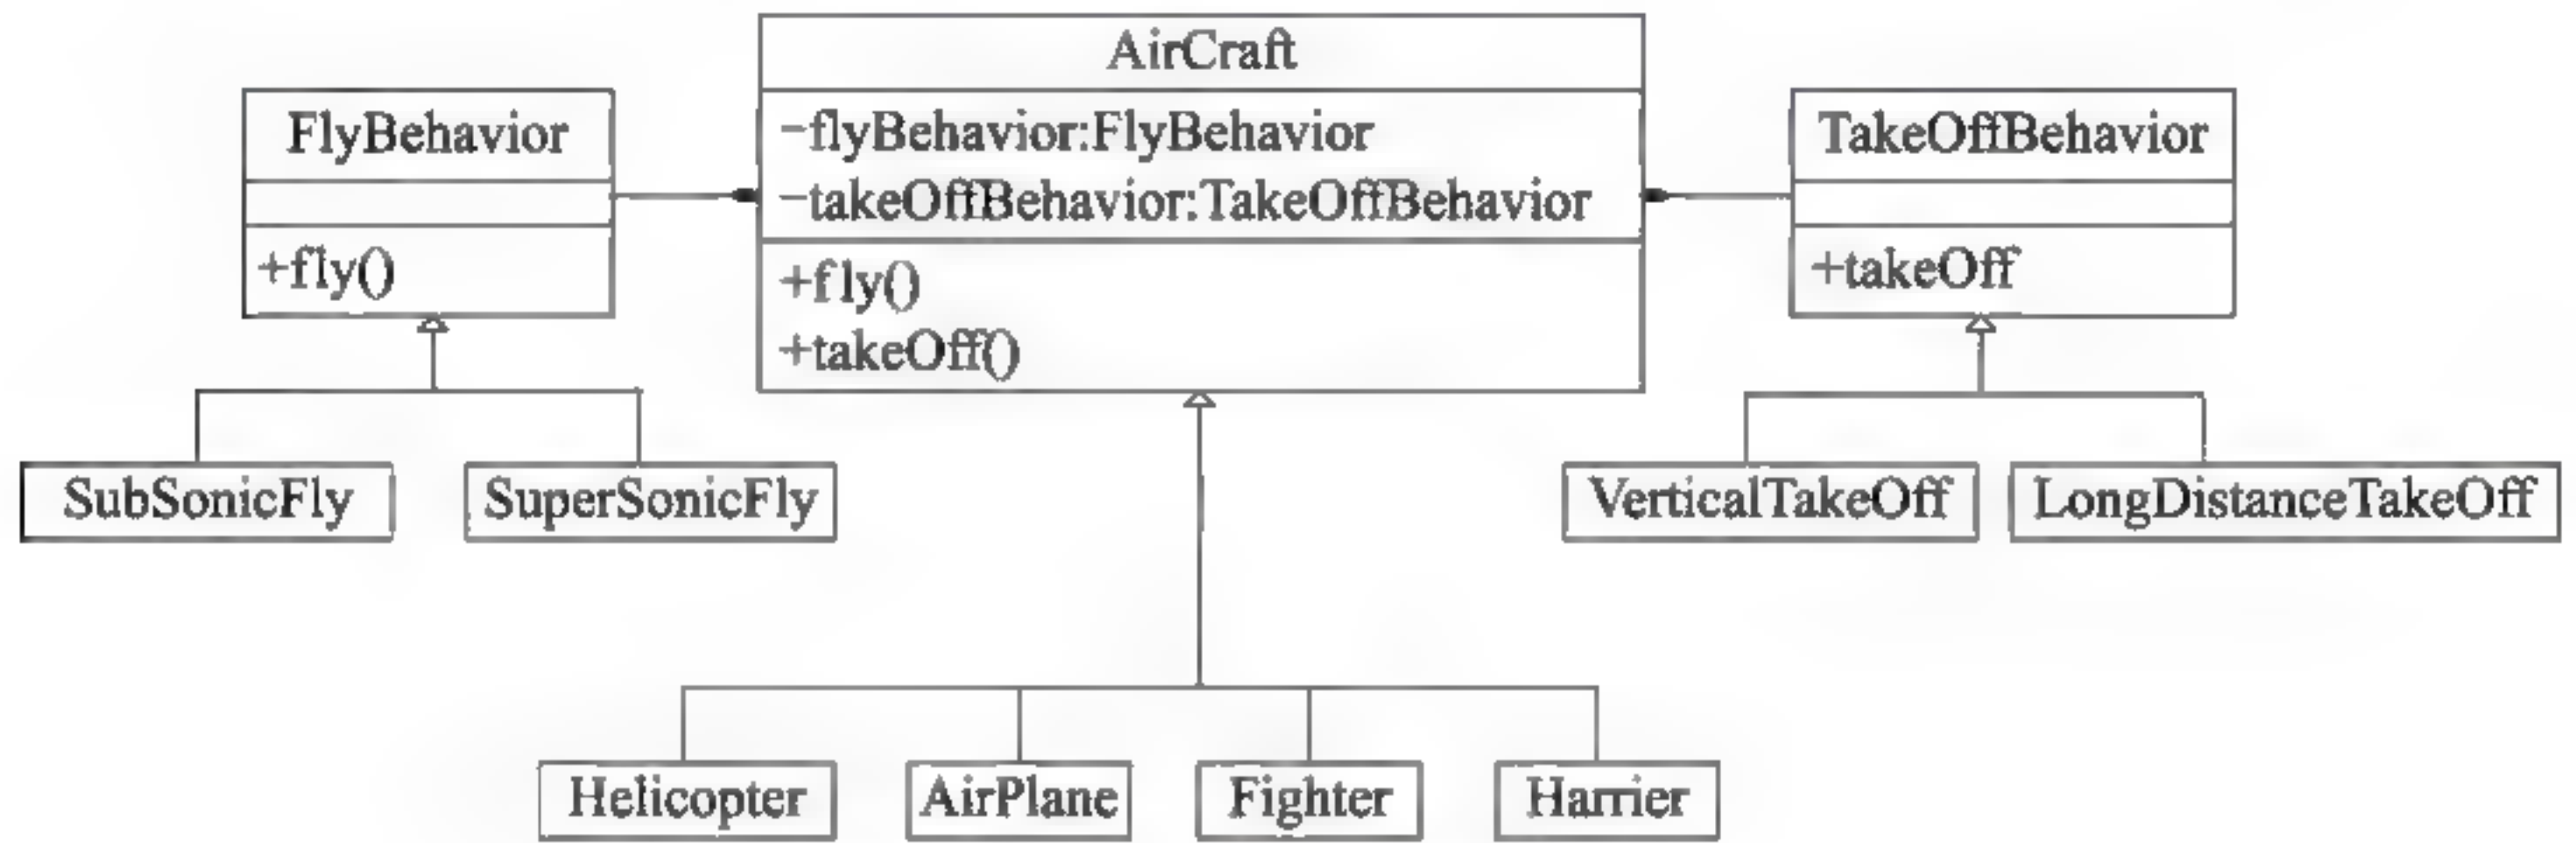 AirCraft
-flyBehavior:FlyBehavior
-takeOffBehavior:TakeOffBehavior
+fly()
+takeOff()
FlyBehavior
+fly()
TakeOffBehavior
+takeOff
SubSonicFly
SuperSonicFly
VerticalTakeOff
LongDistanceTakeOff
Helicopter
AirPlane
Fighter
Harrier